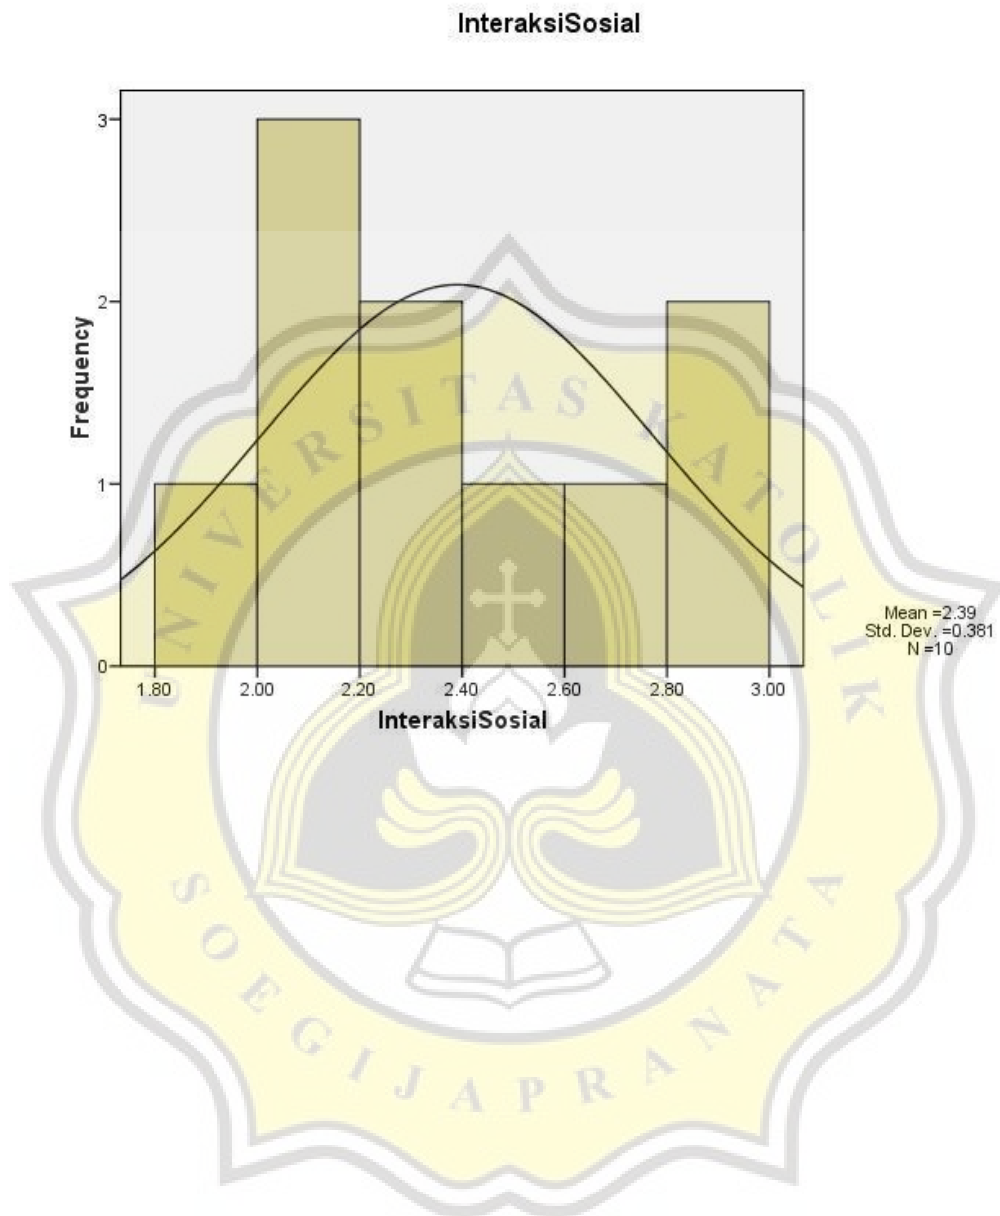 InteraksiSosial
3
2
1
0
Frequency
1.80 2.00 2.20 2.40 2.60 2.80 3.00
InteraksiSosial
Mean =2.39
Std. Dev. =0.381
N =10
UNIVERSITAS KATOLIK
SOEGIJAPRANATA